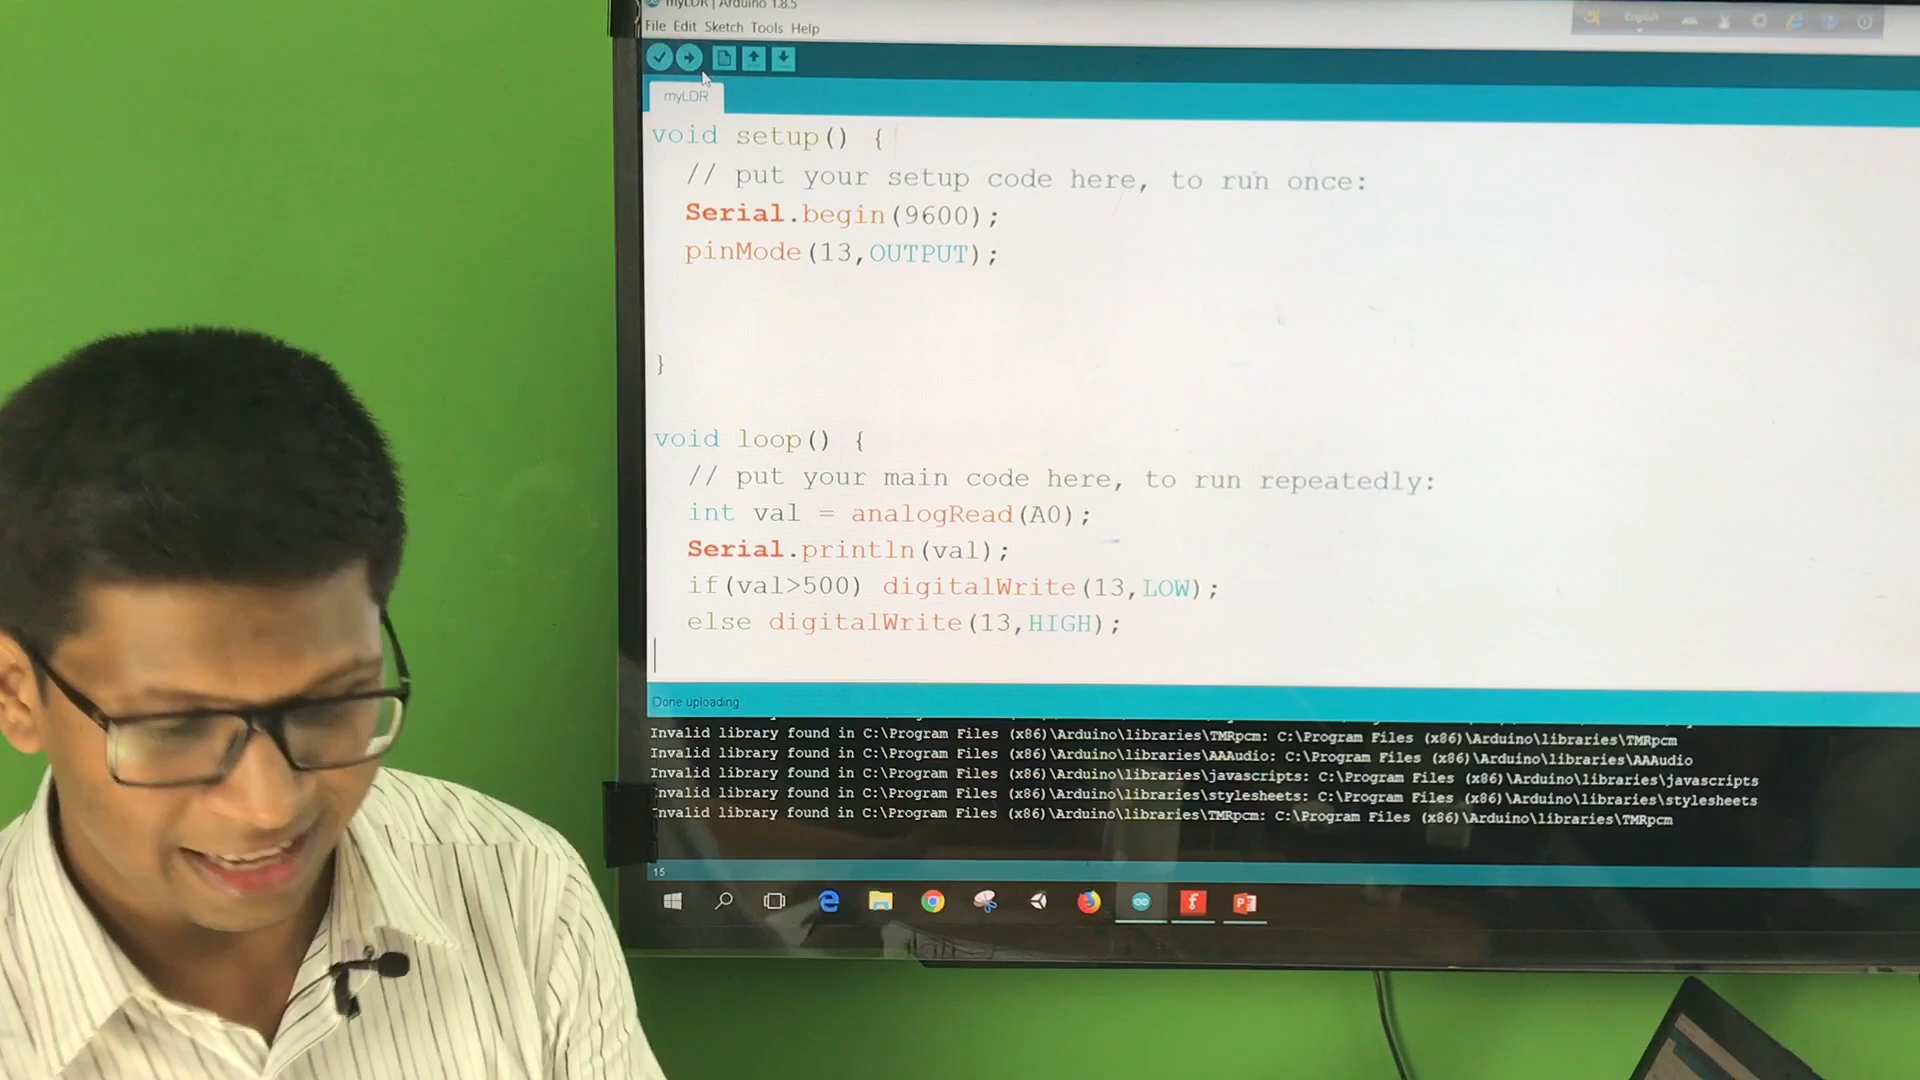 myLDR | Arduino 1.8.5
English
File Edit Sketch Tools Help
myLDR
void setup() {
// put your setup code here, to run once:
Serial.begin(9600);
pinMode(13,OUTPUT);
}
void loop() {
// put your main code here, to run repeatedly:
int val = analogRead(A0);
Serial.println(val);
if(val>500) digitalWrite(13,LOW);
else digitalWrite(13,HIGH);
Done uploading
Invalid library found in C:\Program Files (x86)\Arduino\libraries\TMRpcm: C:\Program Files (x86)\Arduino\libraries\TMRpcm
Invalid library found in C:\Program Files (x86)\Arduino\libraries\AAAudio: C:\Program Files (x86)\Arduino\libraries\AAAudio
Invalid library found in C:\Program Files (x86)\Arduino\libraries\javascripts: C:\Program Files (x86)\Arduino\libraries\javascripts
Invalid library found in C:\Program Files (x86)\Arduino\libraries\stylesheets: C:\Program Files (x86)\Arduino\libraries\stylesheets
Invalid library found in C:\Program Files (x86)\Arduino\libraries\TMRpcm: C:\Program Files (x86)\Arduino\libraries\TMRpcm
15